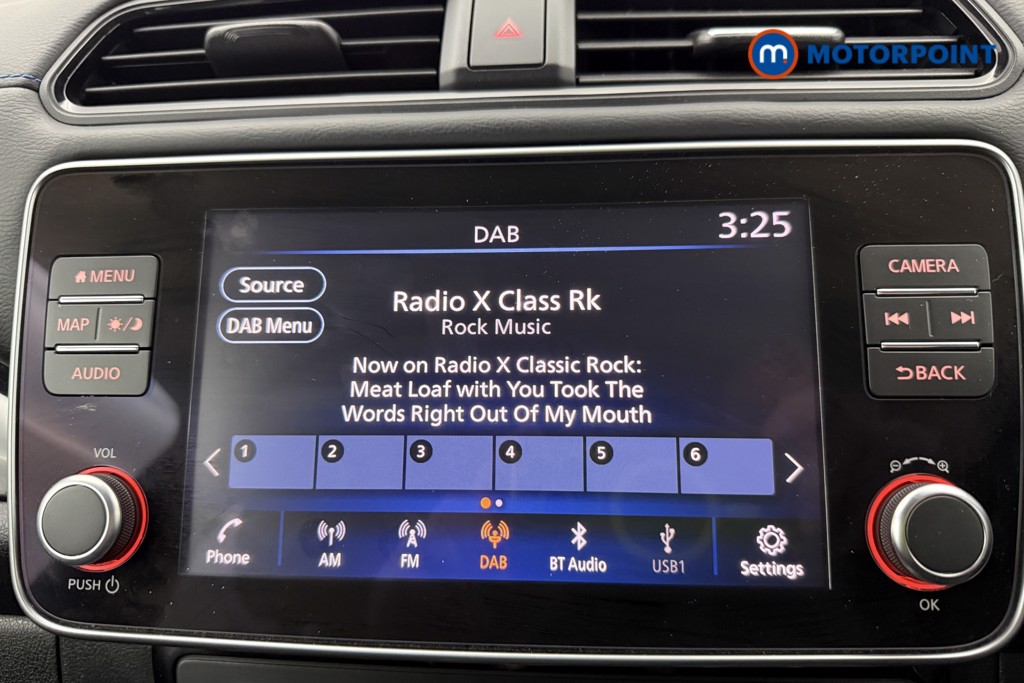 m MOTORPOINT
DAB
3:25
Source
DAB Menu
Radio X Class Rk
Rock Music
Now on Radio X Classic Rock:
Meat Loaf with You Took The
Words Right Out Of My Mouth
1 2 3 4 5 6
Phone AM FM DAB BT Audio USB1 Settings
MENU
MAP
AUDIO
VOL
PUSH
CAMERA
BACK
OK